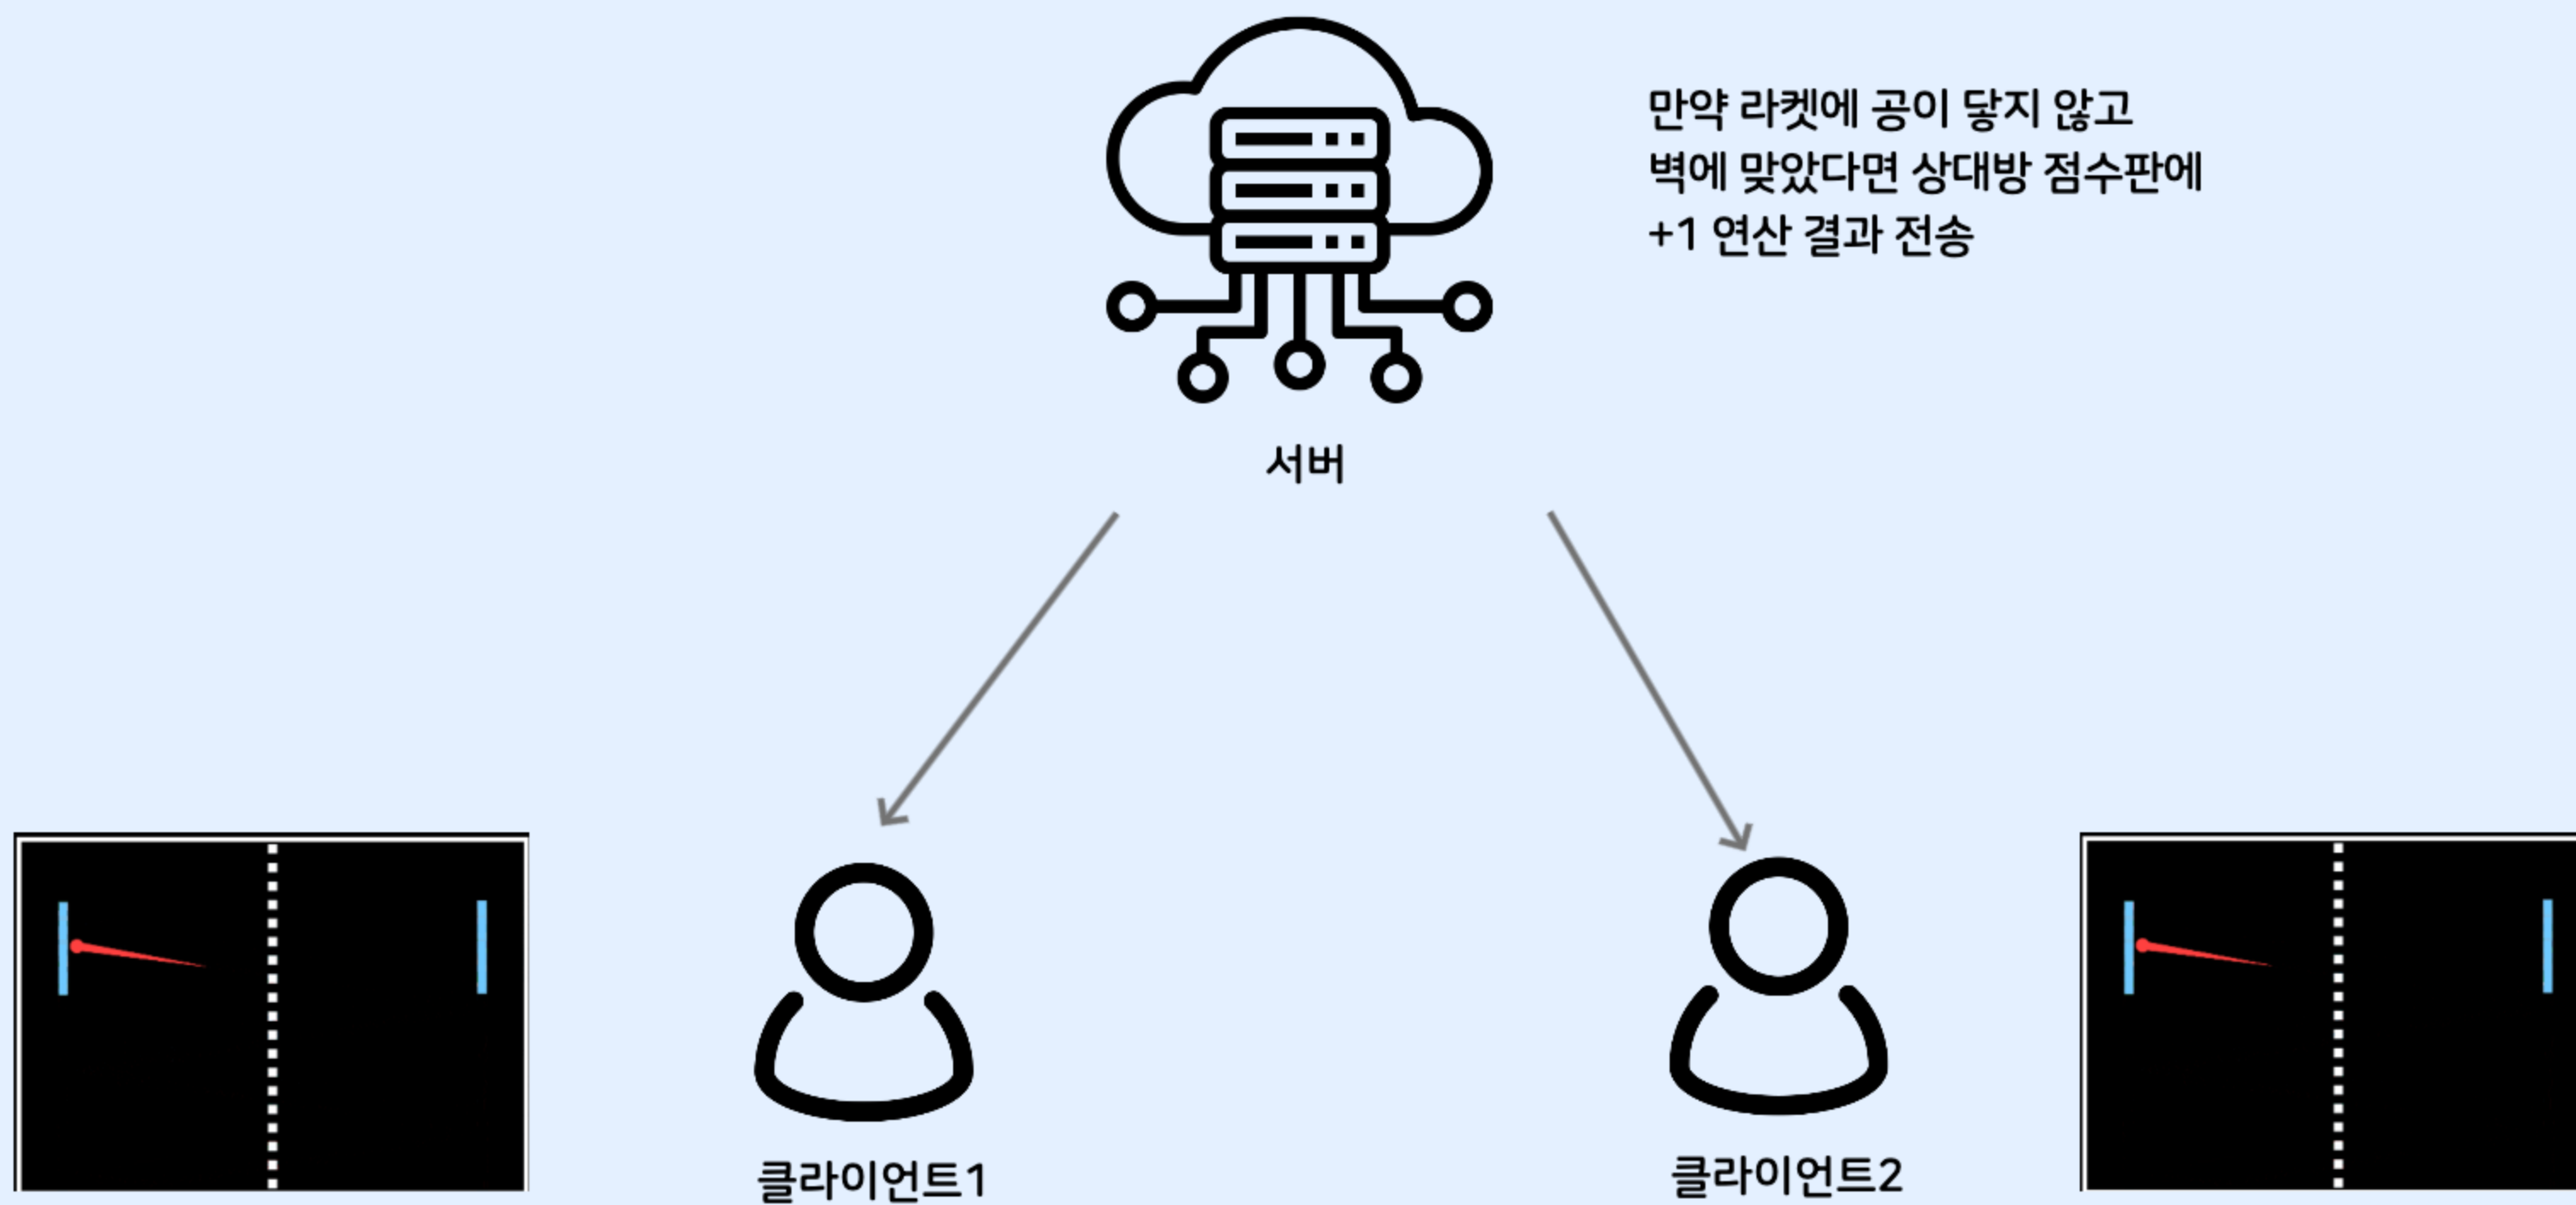 만약 라켓에 공이 닿지 않고
벽에 맞았다면 상대방 점수판에
+1 연산 결과 전송
서버
클라이언트1
클라이언트2